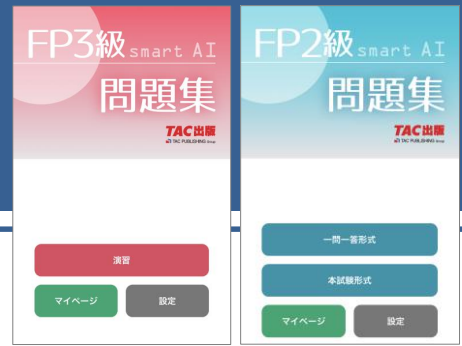 FP3級 smart AI
問題集
TAC出版
TAC PUBLISHING Group
演習
マイページ
設定
FP2級 smart AI
問題集
TAC出版
TAC PUBLISHING Group
一問一答形式
本試験形式
マイページ
設定